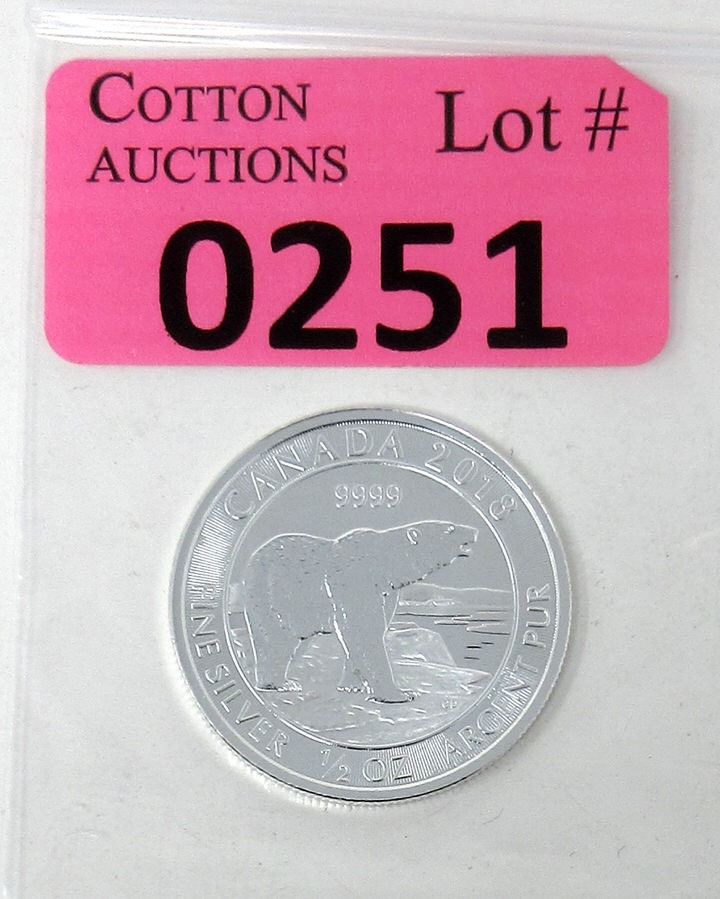 COTTON
AUCTIONS
Lot #
0251
CANADA 2018
9999
FINE SILVER 1/2 OZ ARGENT PUR